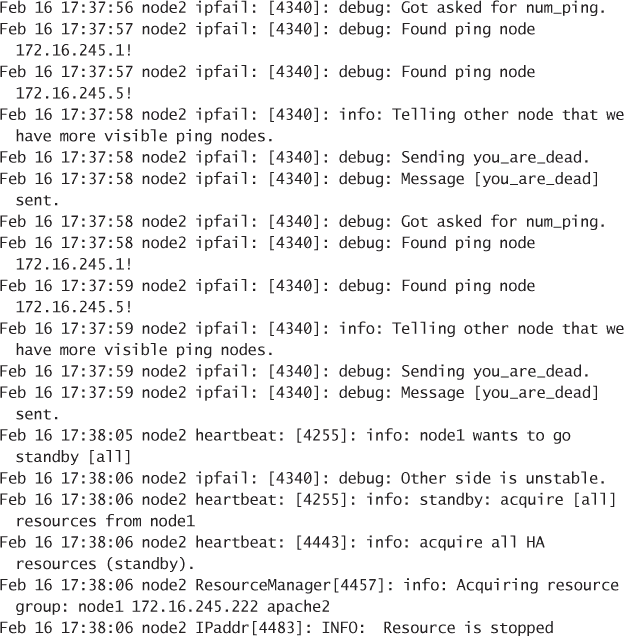 Feb 16 17:37:56 node2 ipfail: [4340]: debug: Got asked for num_ping.
Feb 16 17:37:57 node2 ipfail: [4340]: debug: Found ping node
172.16.245.1!
Feb 16 17:37:57 node2 ipfail: [4340]: debug: Found ping node
172.16.245.5!
Feb 16 17:37:58 node2 ipfail: [4340]: info: Telling other node that we
have more visible ping nodes.
Feb 16 17:37:58 node2 ipfail: [4340]: debug: Sending you_are_dead.
Feb 16 17:37:58 node2 ipfail: [4340]: debug: Message [you_are_dead]
sent.
Feb 16 17:37:58 node2 ipfail: [4340]: debug: Got asked for num_ping.
Feb 16 17:37:58 node2 ipfail: [4340]: debug: Found ping node
172.16.245.1!
Feb 16 17:37:59 node2 ipfail: [4340]: debug: Found ping node
172.16.245.5!
Feb 16 17:37:59 node2 ipfail: [4340]: info: Telling other node that we
have more visible ping nodes.
Feb 16 17:37:59 node2 ipfail: [4340]: debug: Sending you_are_dead.
Feb 16 17:37:59 node2 ipfail: [4340]: debug: Message [you_are_dead]
sent.
Feb 16 17:38:05 node2 heartbeat: [4255]: info: node1 wants to go
standby [all]
Feb 16 17:38:06 node2 ipfail: [4340]: debug: Other side is unstable.
Feb 16 17:38:06 node2 heartbeat: [4255]: info: standby: acquire [all]
resources from node1
Feb 16 17:38:06 node2 heartbeat: [4443]: info: acquire all HA
resources (standby).
Feb 16 17:38:06 node2 ResourceManager[4457]: info: Acquiring resource
group: node1 172.16.245.222 apache2
Feb 16 17:38:06 node2 IPaddr[4483]: INFO:  Resource is stopped